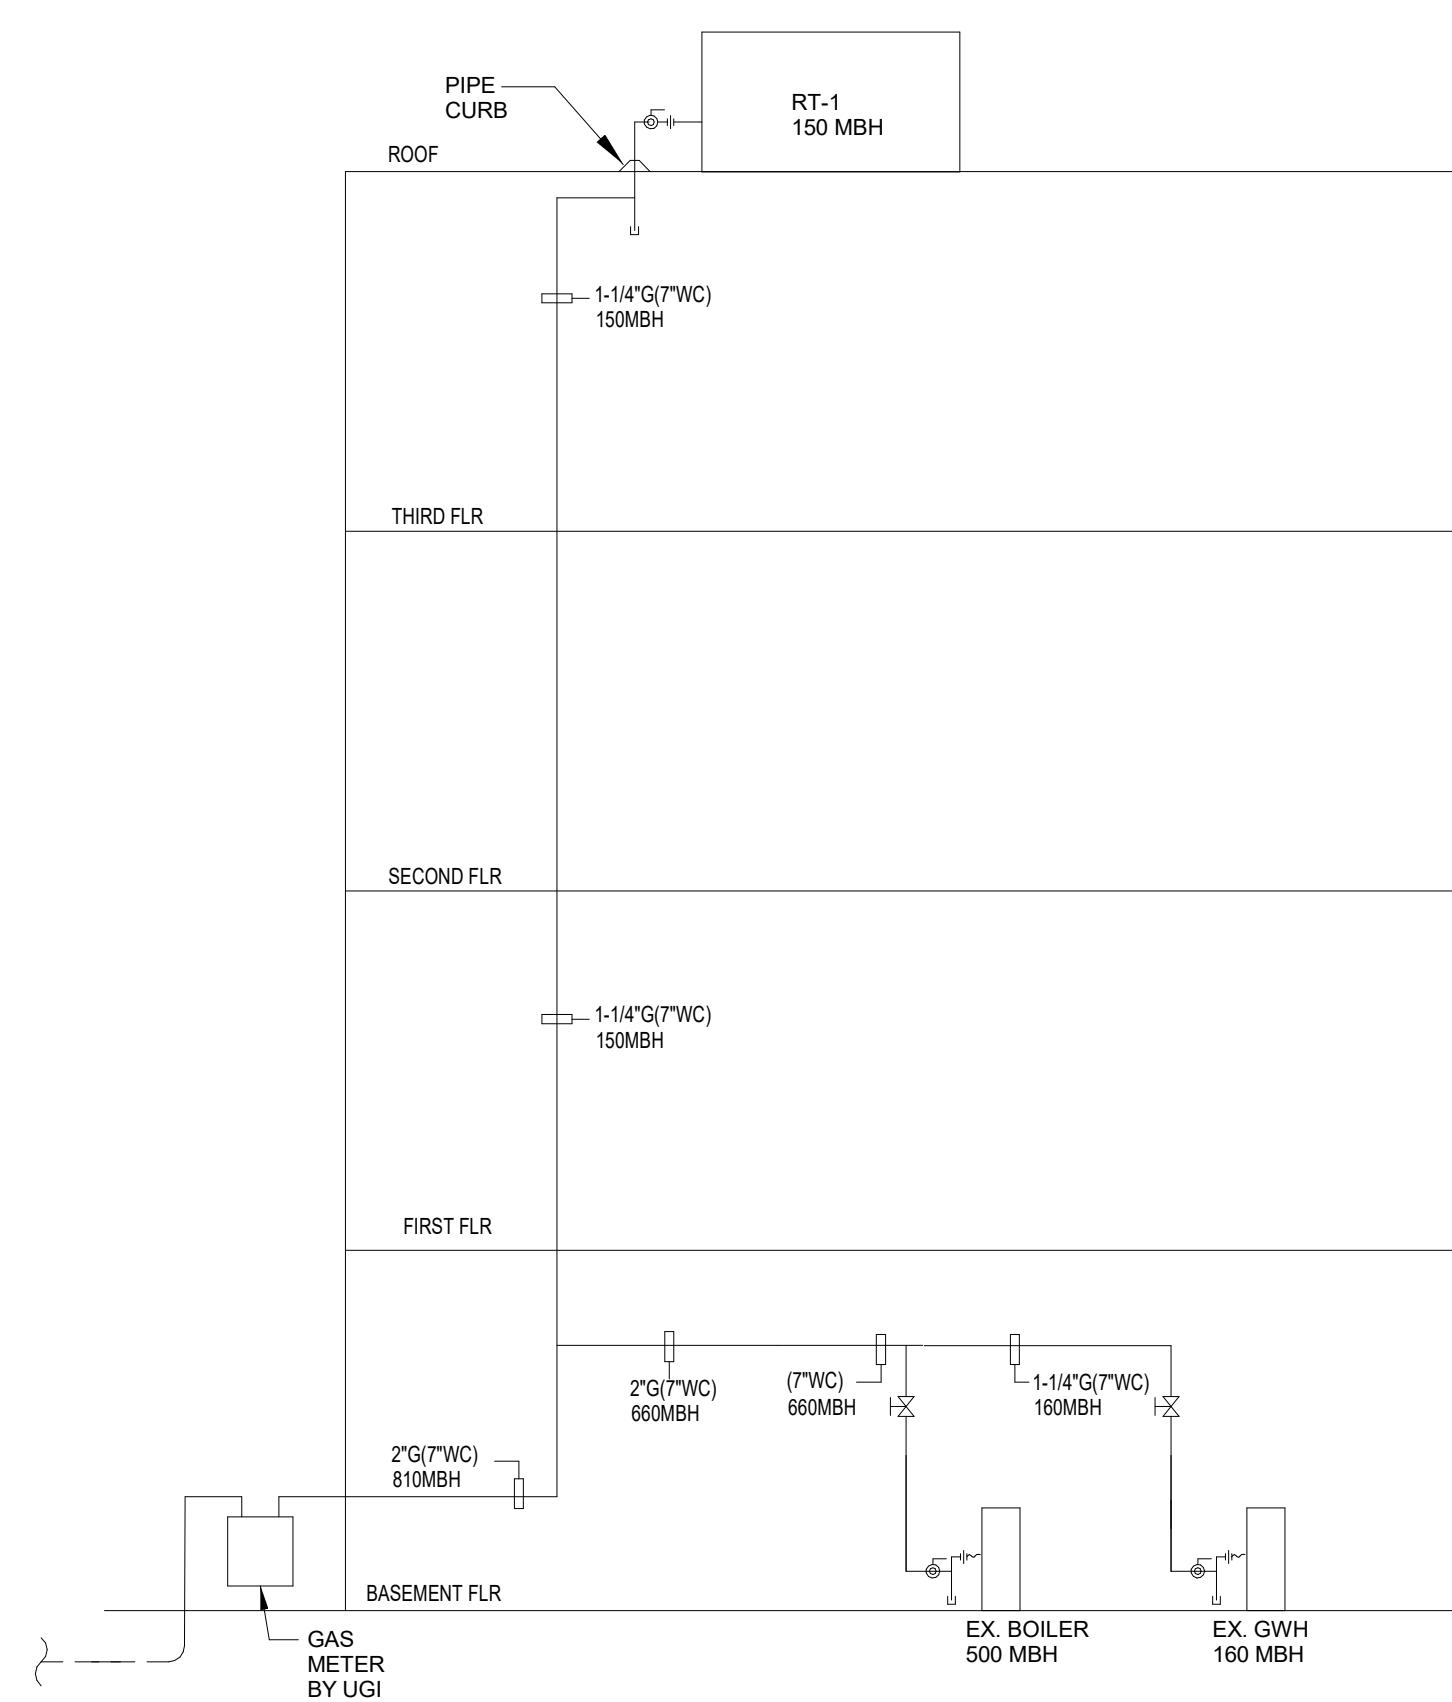 PIPE
CURB
RT-1
150 MBH
ROOF
1-1/4"G(7"WC)
150MBH
THIRD FLR
SECOND FLR
1-1/4"G(7"WC)
150MBH
FIRST FLR
2"G(7"WC)
660MBH
(7"WC)
660MBH
1-1/4"G(7"WC)
160MBH
2"G(7"WC)
810MBH
BASEMENT FLR
GAS
METER
BY UGI
EX. BOILER
500 MBH
EX. GWH
160 MBH